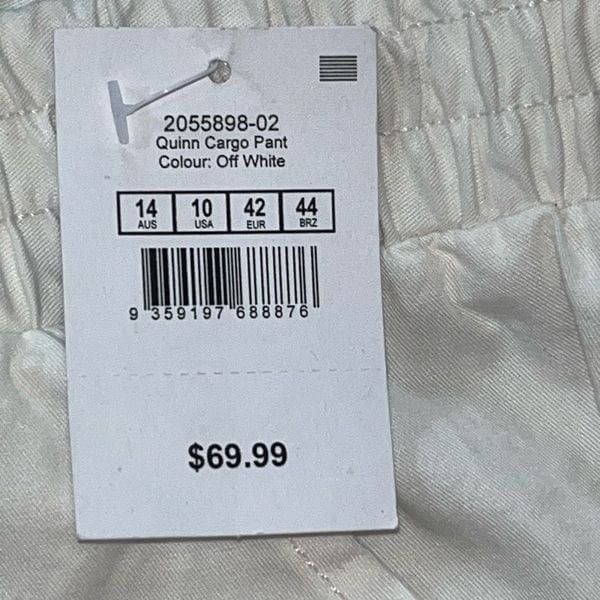 2055898-02
Quinn Cargo Pant
Colour: Off White
14 10 42 44
AUS USA EUR BRZ
9 359197 688876
$69.99